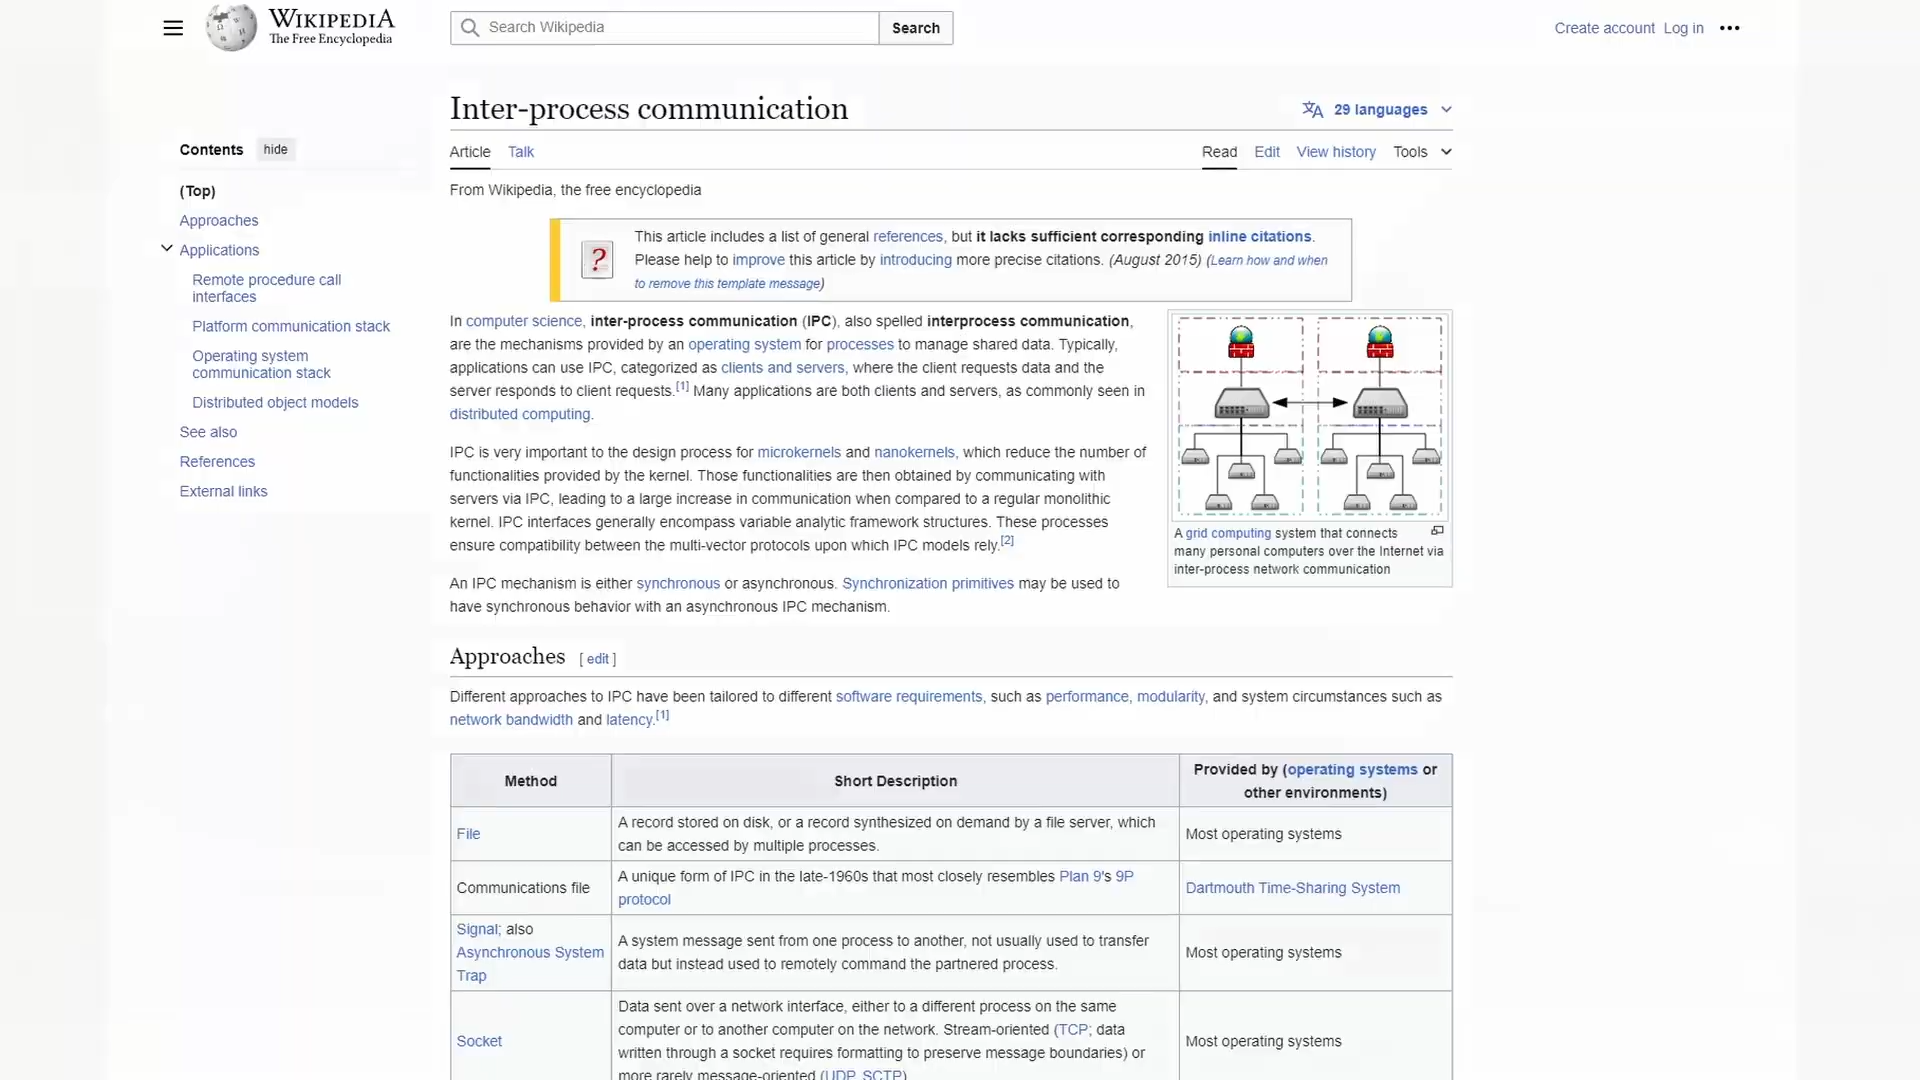 WIKIPEDIA
The Free Encyclopedia
Search Wikipedia
Search
Create account Log in
Inter-process communication
29 languages
Article Talk
Read Edit View history Tools
From Wikipedia, the free encyclopedia
Contents hide
(Top)
Approaches
Applications
Remote procedure call
interfaces
Platform communication stack
Operating system
communication stack
Distributed object models
See also
References
External links
?
This article includes a list of general references, but it lacks sufficient corresponding inline citations.
Please help to improve this article by introducing more precise citations. (August 2015) (Learn how and when
to remove this template message)
In computer science, inter-process communication (IPC), also spelled interprocess communication,
are the mechanisms provided by an operating system for processes to manage shared data. Typically,
applications can use IPC, categorized as clients and servers, where the client requests data and the
server responds to client requests.[1] Many applications are both clients and servers, as commonly seen in
distributed computing.
IPC is very important to the design process for microkernels and nanokernels, which reduce the number of
functionalities provided by the kernel. Those functionalities are then obtained by communicating with
servers via IPC, leading to a large increase in communication when compared to a regular monolithic
kernel. IPC interfaces generally encompass variable analytic framework structures. These processes
ensure compatibility between the multi-vector protocols upon which IPC models rely.[2]
An IPC mechanism is either synchronous or asynchronous. Synchronization primitives may be used to
have synchronous behavior with an asynchronous IPC mechanism.
A grid computing system that connects
many personal computers over the Internet via
inter-process network communication
Approaches [ edit ]
Different approaches to IPC have been tailored to different software requirements, such as performance, modularity, and system circumstances such as
network bandwidth and latency.[1]
Method
Short Description
Provided by (operating systems or
other environments)
File
A record stored on disk, or a record synthesized on demand by a file server, which
can be accessed by multiple processes.
Most operating systems
Communications file
A unique form of IPC in the late-1960s that most closely resembles Plan 9's 9P
protocol
Dartmouth Time-Sharing System
Signal; also
Asynchronous System
Trap
A system message sent from one process to another, not usually used to transfer
data but instead used to remotely command the partnered process.
Most operating systems
Socket
Data sent over a network interface, either to a different process on the same
computer or to another computer on the network. Stream-oriented (TCP; data
written through a socket requires formatting to preserve message boundaries) or
more rarely message-oriented (UDP, SCTP).
Most operating systems